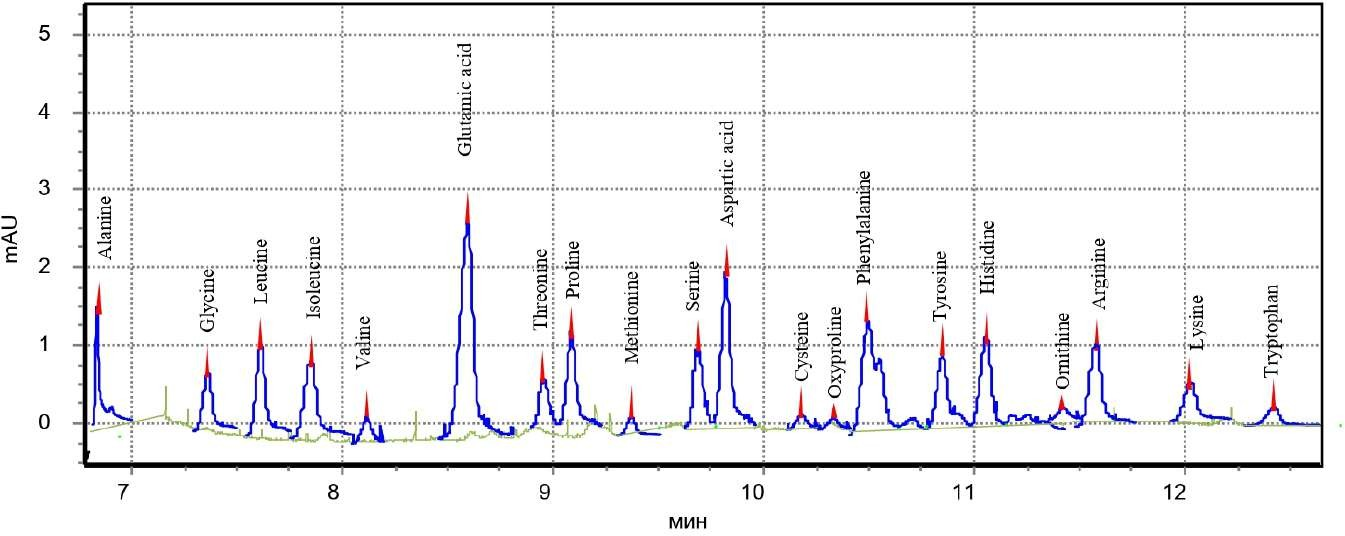 mAU
5
4
3
2
1
0
Alanine
Glycine
Leucine
Isoleucine
Valine
Glutamic acid
Threonine
Proline
Methionine
Serine
Aspartic acid
Cysteine
Oxyproline
Phenylalanine
Tyrosine
Histidine
Ornithine
Arginine
Lysine
Tryptophan
7
8
9
10
11
12
мин